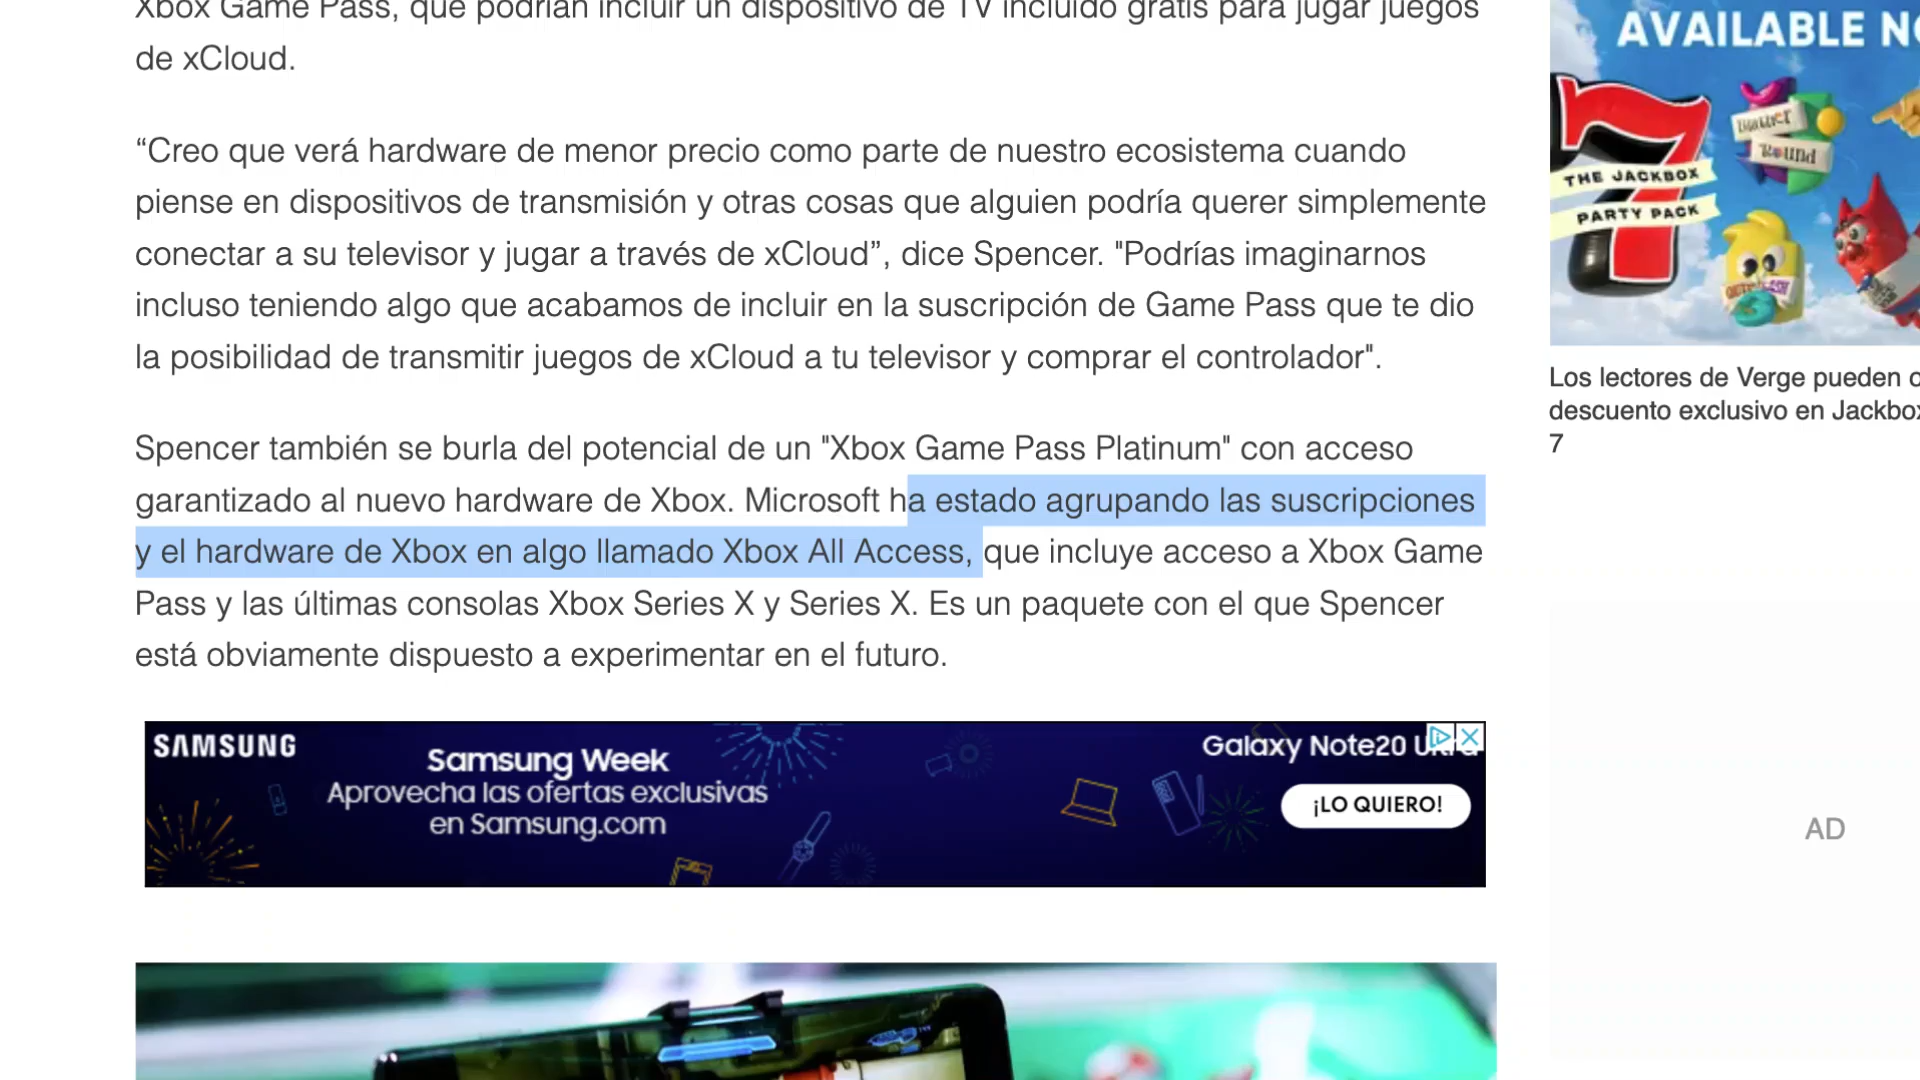 Xbox Game Pass, que podrían incluir un dispositivo de TV incluido gratis para jugar juegos
de xCloud.
“Creo que verá hardware de menor precio como parte de nuestro ecosistema cuando
piense en dispositivos de transmisión y otras cosas que alguien podría querer simplemente
conectar a su televisor y jugar a través de xCloud”, dice Spencer. "Podrías imaginarnos
incluso teniendo algo que acabamos de incluir en la suscripción de Game Pass que te dio
la posibilidad de transmitir juegos de xCloud a tu televisor y comprar el controlador".
Spencer también se burla del potencial de un "Xbox Game Pass Platinum" con acceso
garantizado al nuevo hardware de Xbox. Microsoft ha estado agrupando las suscripciones
y el hardware de Xbox en algo llamado Xbox All Access, que incluye acceso a Xbox Game
Pass y las últimas consolas Xbox Series X y Series X. Es un paquete con el que Spencer
está obviamente dispuesto a experimentar en el futuro.
SAMSUNG
Samsung Week
Aprovecha las ofertas exclusivas
en Samsung.com
Galaxy Note20 Ultra
¡LO QUIERO!
AVAILABLE NO
7
THE JACKBOX
PARTY PACK
Round
Los lectores de Verge pueden o
descuento exclusivo en Jackbox
7
AD